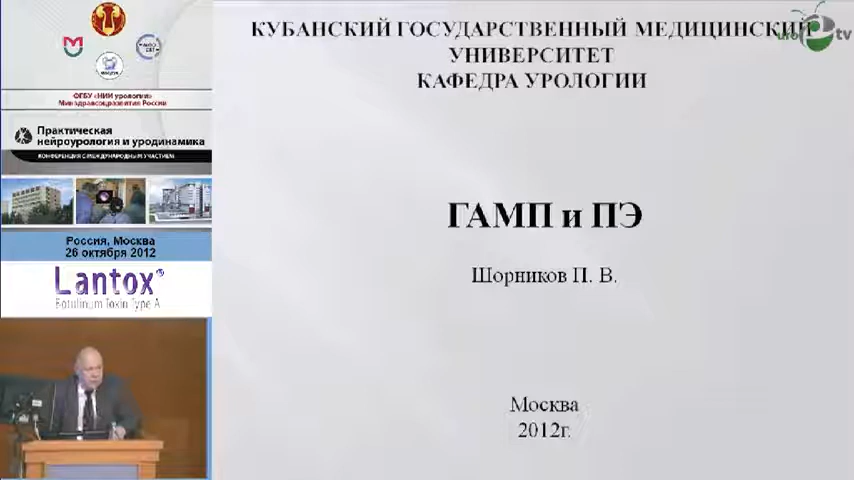 ФГБУ «НИИ урологии»
Минздравсоцразвития России
Практическая
нейроурология и уродинамика
КОНФЕРЕНЦИЯ С МЕЖДУНАРОДНЫМ УЧАСТИЕМ
Россия, Москва
26 октября 2012
Lantox®
Botulinum Toxin Type A
КУБАНСКИЙ ГОСУДАРСТВЕННЫЙ МЕДИЦИНСКИЙ
УНИВЕРСИТЕТ
КАФЕДРА УРОЛОГИИ
uro tv
ГАМП и ПЭ
Шорников П. В.
Москва
2012г.